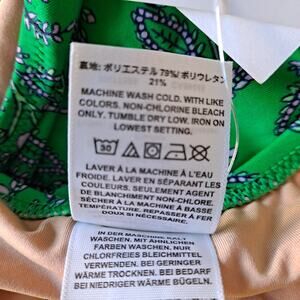 裏地: ポリエステル 79%/ ポリウレタン
21%
MACHINE WASH COLD. WITH LIKE
COLORS. NON-CHLORINE BLEACH
ONLY. TUMBLE DRY LOW. IRON ON
LOWEST SETTING.
30
LAVER À LA MACHINE À L'EAU
FROIDE. LAVER EN COULEURS
SIMILAIRES. SEULEMENT AGENT
DE BLANCHIMENT NON-CHLORE.
SÉCHER À LA MACHINE À BASSE
TEMPERATURE. REPASSER À FER
DOUX SI NÉCESSAIRE.
IN DER MASCHINE KALT
WASCHEN. MIT ÄHNLICHEN
FARBEN WASCHEN. NUR
CHLORFREIES BLEICHMITTEL
VERWENDEN. BEI GERINGER
WÄRME TROCKNEN. BEI BEDARF
BEI NIEDRIGER WÄRME BÜGELN